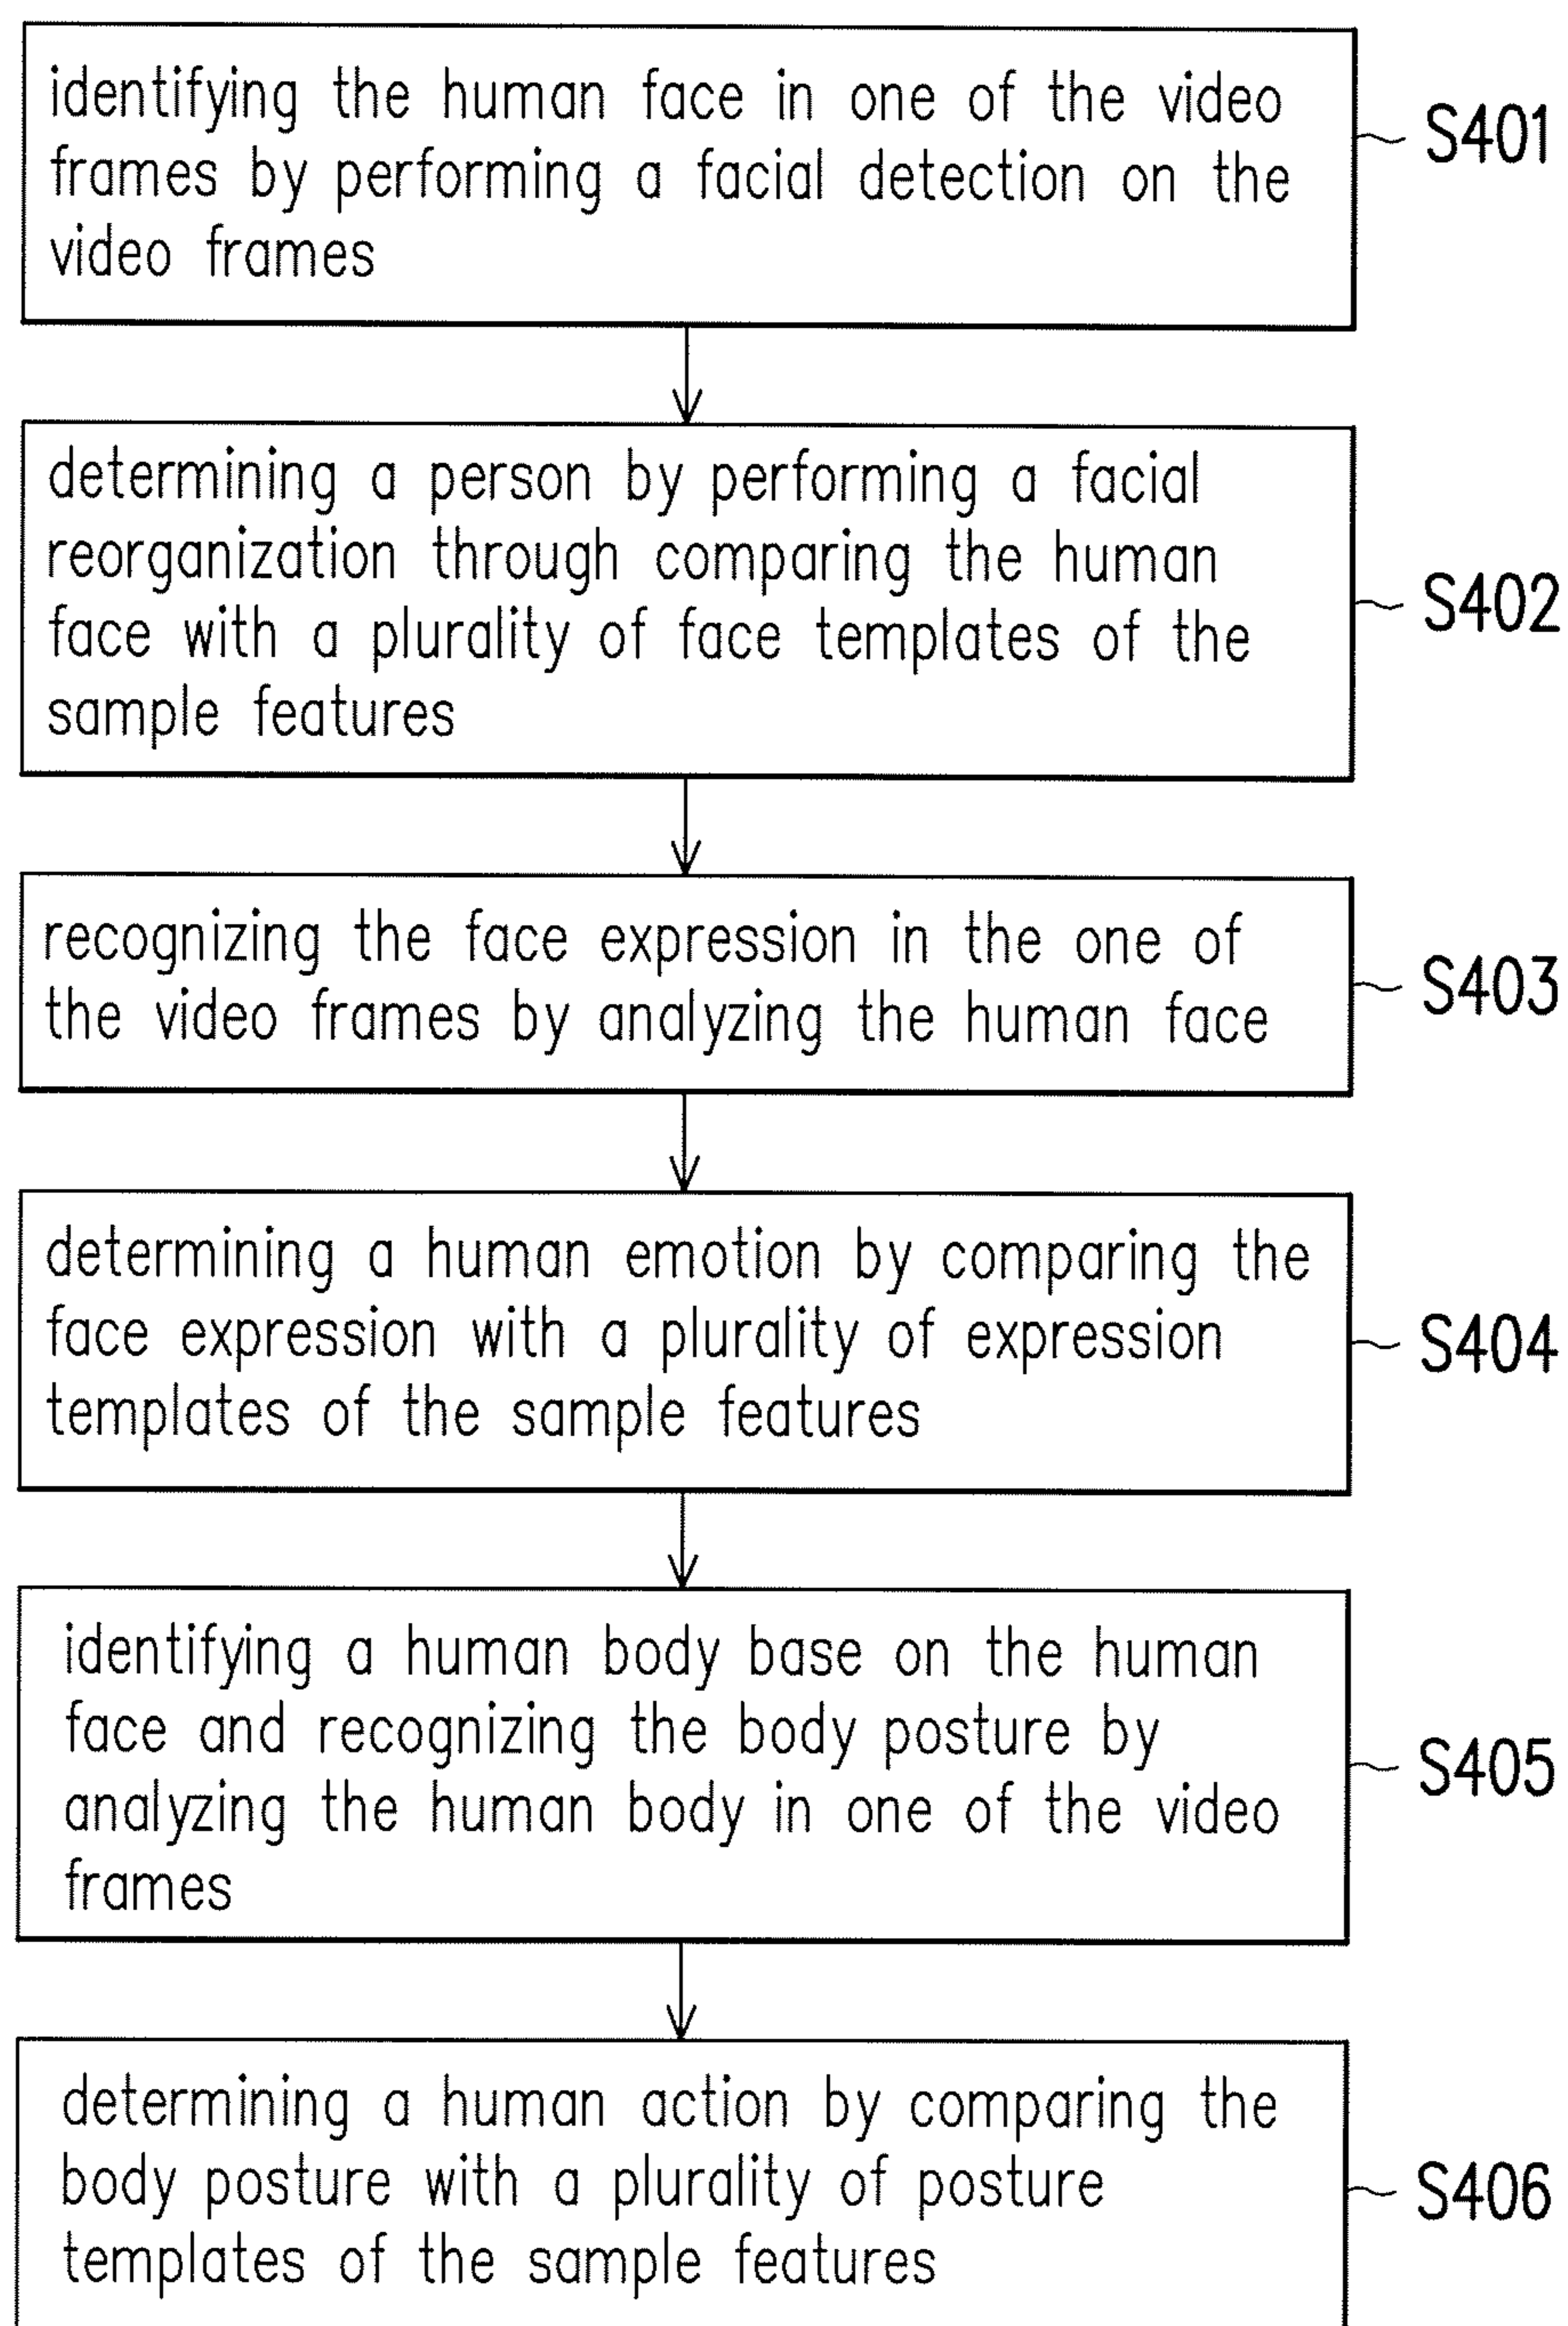 identifying the human face in one of the video
frames by performing a facial detection on the
video frames
S401
determining a person by performing a facial
reorganization through comparing the human
face with a plurality of face templates of the
sample features
S402
recognizing the face expression in the one of
the video frames by analyzing the human face
S403
determining a human emotion by comparing the
face expression with a plurality of expression
templates of the sample features
S404
identifying a human body base on the human
face and recognizing the body posture by
analyzing the human body in one of the video
frames
S405
determining a human action by comparing the
body posture with a plurality of posture
templates of the sample features
S406